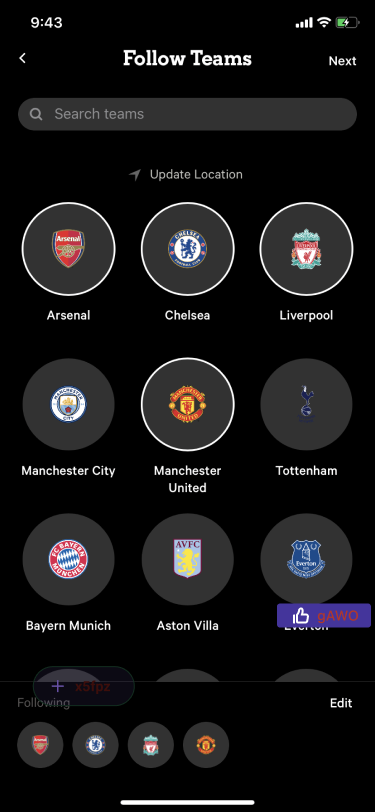 9:43
Follow Teams
Next
Search teams
Update Location
Arsenal
Chelsea
Liverpool
Manchester City
Manchester
United
Tottenham
Bayern Munich
Aston Villa
Everton
gAWO
x5fpz
Following
Edit